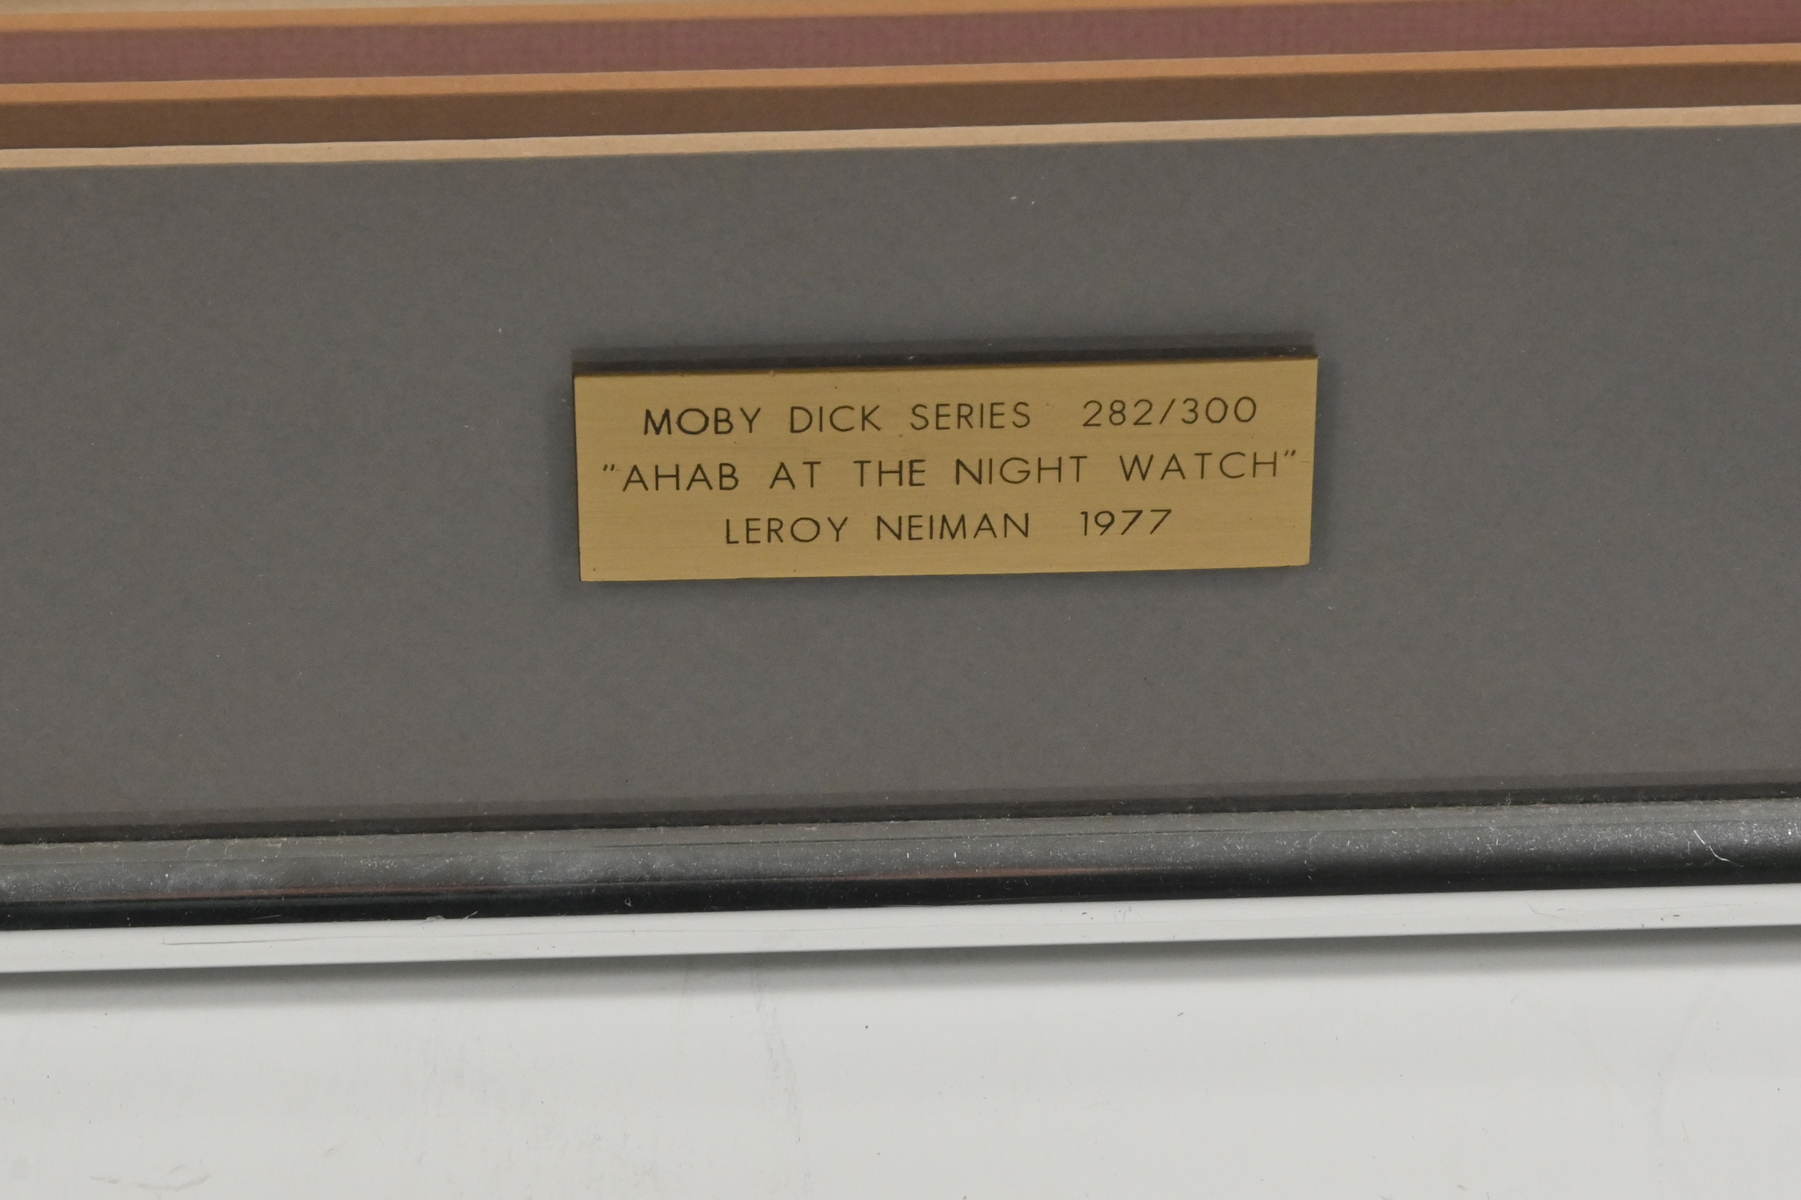 MOBY DICK SERIES 282/300
"AHAB AT THE NIGHT WATCH"
LEROY NEIMAN 1977